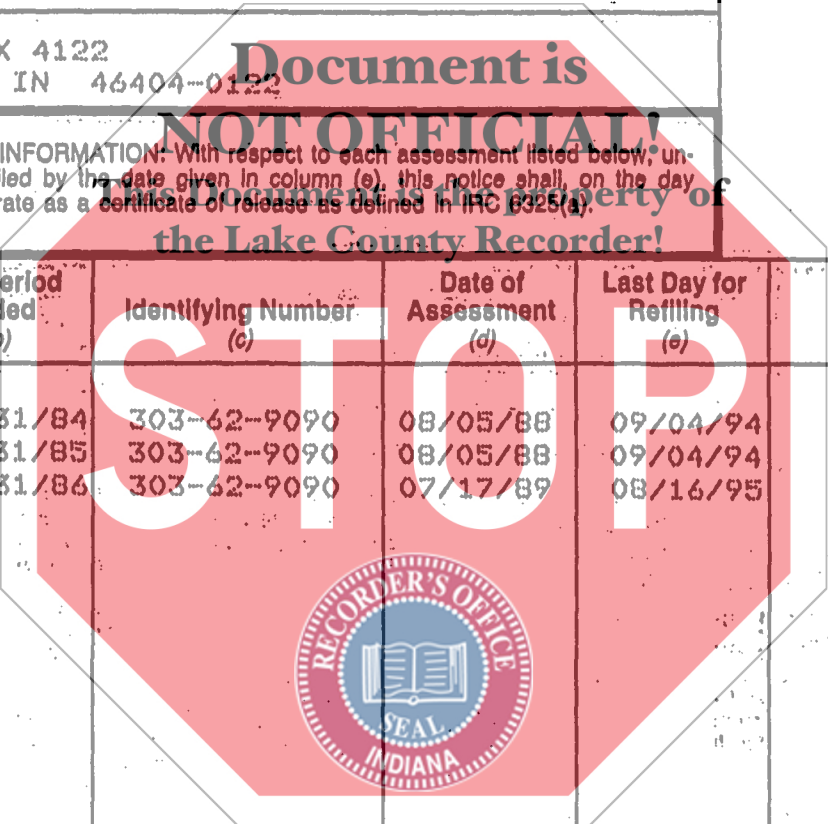 X 4122
IN 46404-0122
Document is
NOT OFFICIAL!
This Document is the property of
the Lake County Recorder!
INFORMATION: With respect to each assessment listed below, un-
led by the date given in column (e), this notice shall, on the day
rate as a certificate of release as defined in IRC 6325(a).
eriod Date of Last Day for
ded Identifying Number Assessment Refiling
(c) (d) (e)
31/84 303-62-9090 08/05/88 09/04/94
31/85 303-62-9090 08/05/88 09/04/94
31/86 303-62-9090 07/17/89 08/16/95
STOP
RECORDER'S OFFICE
SEAL
INDIANA